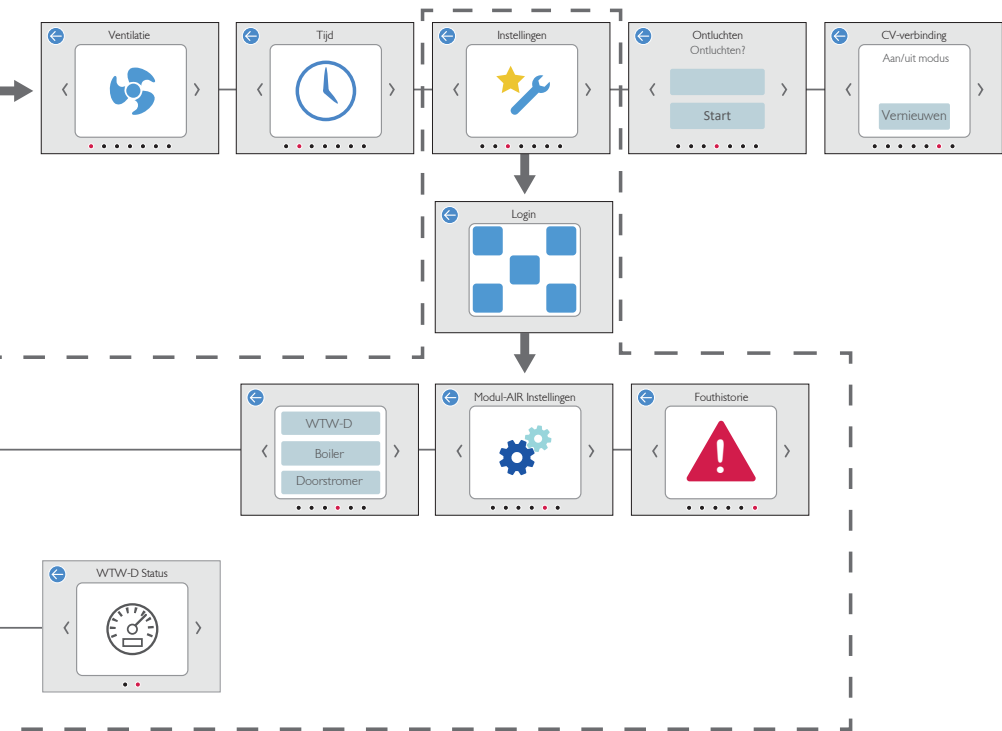 Ventilatie
Tijd
Instellingen
Ontluchten
Ontluchten?
Start
CV-verbinding
Aan/uit modus
Vernieuwen
Login
WTW-D
Boiler
Doorstromer
Modul-AIR Instellingen
Fouthistorie
WTW-D Status